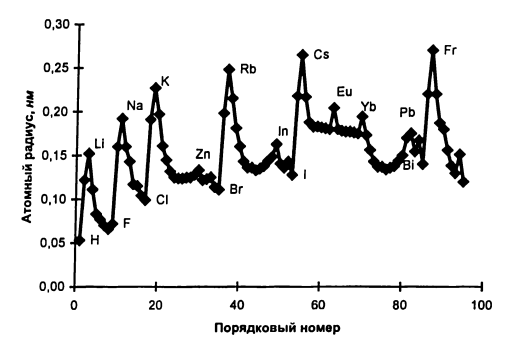 0,30
0,25
0,20
0,15
0,10
0,05
0,00
Атомный радиус, нм
H
Li
F
Na
Cl
K
Zn
Br
Rb
In
I
Cs
Eu
Yb
Pb
Bi
Fr
0
20
40
60
80
100
Порядковый номер